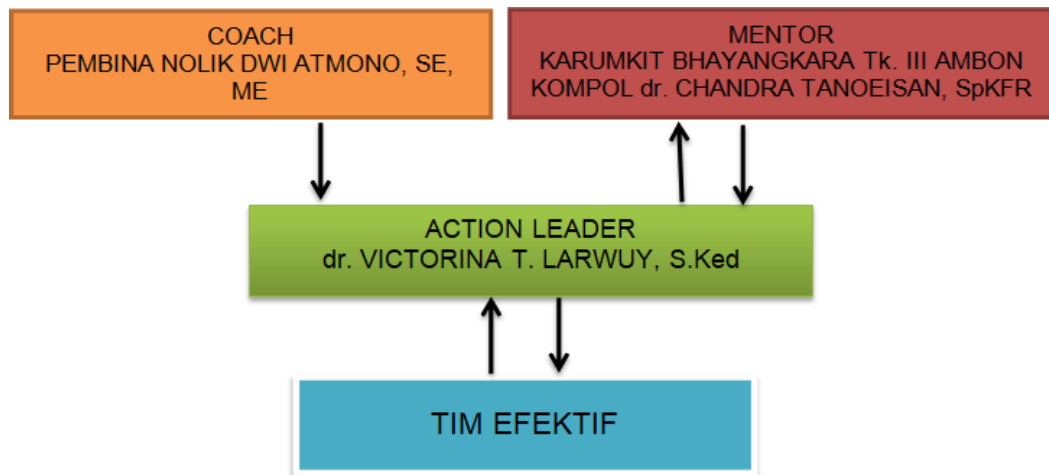 COACH
PEMBINA NOLIK DWI ATMONO, SE,
ME
MENTOR
KARUMKIT BHAYANGKARA Tk. III AMBON
KOMPOL dr. CHANDRA TANOEISAN, SpKFR
ACTION LEADER
dr. VICTORINA T. LARWUY, S.Ked
TIM EFEKTIF